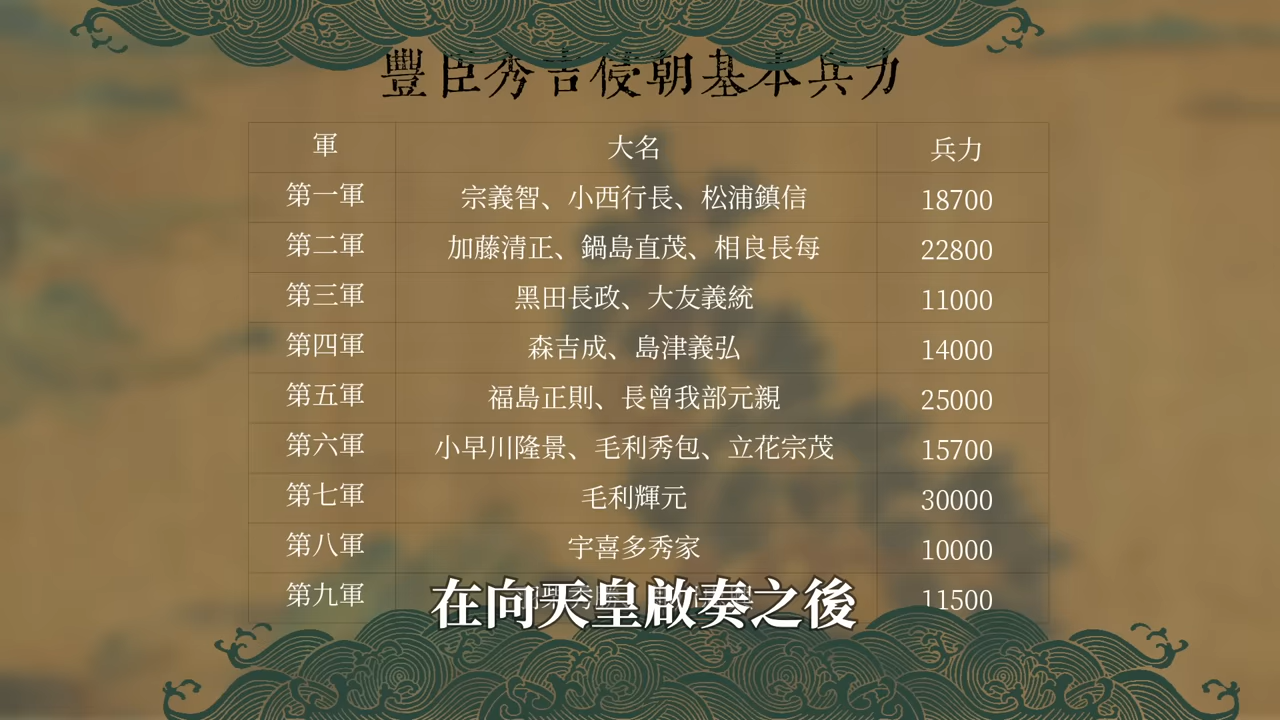 豐臣秀吉侵朝基本兵力
軍 大名 兵力
第一軍 宗義智、小西行長、松浦鎮信 18700
第二軍 加藤清正、鍋島直茂、相良長每 22800
第三軍 黑田長政、大友義統 11000
第四軍 森吉成、島津義弘 14000
第五軍 福島正則、長曾我部元親 25000
第六軍 小早川隆景、毛利秀包、立花宗茂 15700
第七軍 毛利輝元 30000
第八軍 宇喜多秀家 10000
第九軍 11500
在向天皇啟奏之後